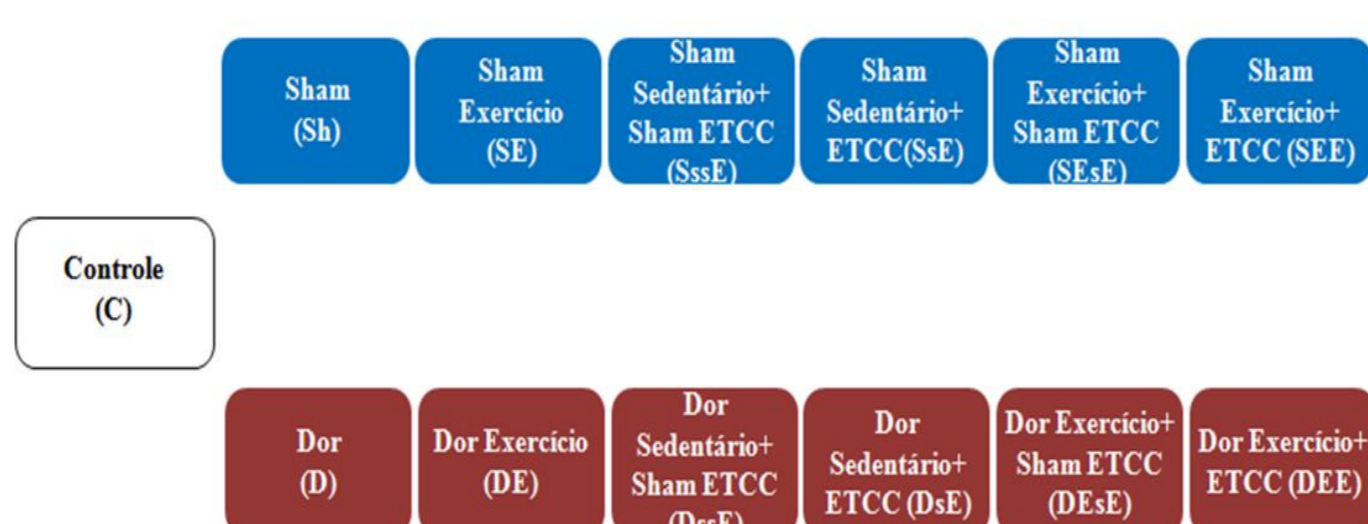 Sham
(Sh)
Sham
Exercício
(SE)
Sham
Sedentário+
Sham ETCC
(SssE)
Sham
Sedentário+
ETCC(SsE)
Sham
Exercício+
Sham ETCC
(SEsE)
Sham
Exercício+
ETCC (SEE)
Controle
(C)
Dor
(D)
Dor Exercício
(DE)
Dor
Sedentário+
Sham ETCC
(DssE)
Dor
Sedentário+
ETCC (DsE)
Dor Exercício+
Sham ETCC
(DEsE)
Dor Exercício+
ETCC (DEE)